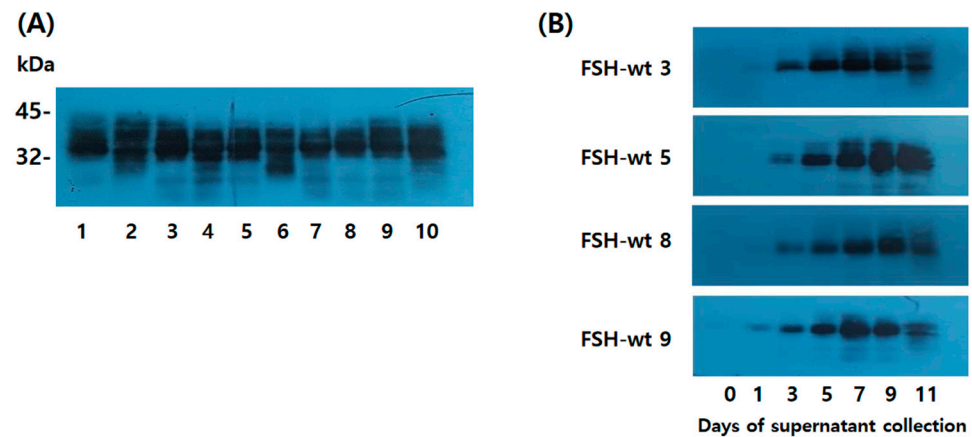 (A)
kDa
45-
32-
1 2 3 4 5 6 7 8 9 10
(B)
FSH-wt 3
FSH-wt 5
FSH-wt 8
FSH-wt 9
0 1 3 5 7 9 11
Days of supernatant collection